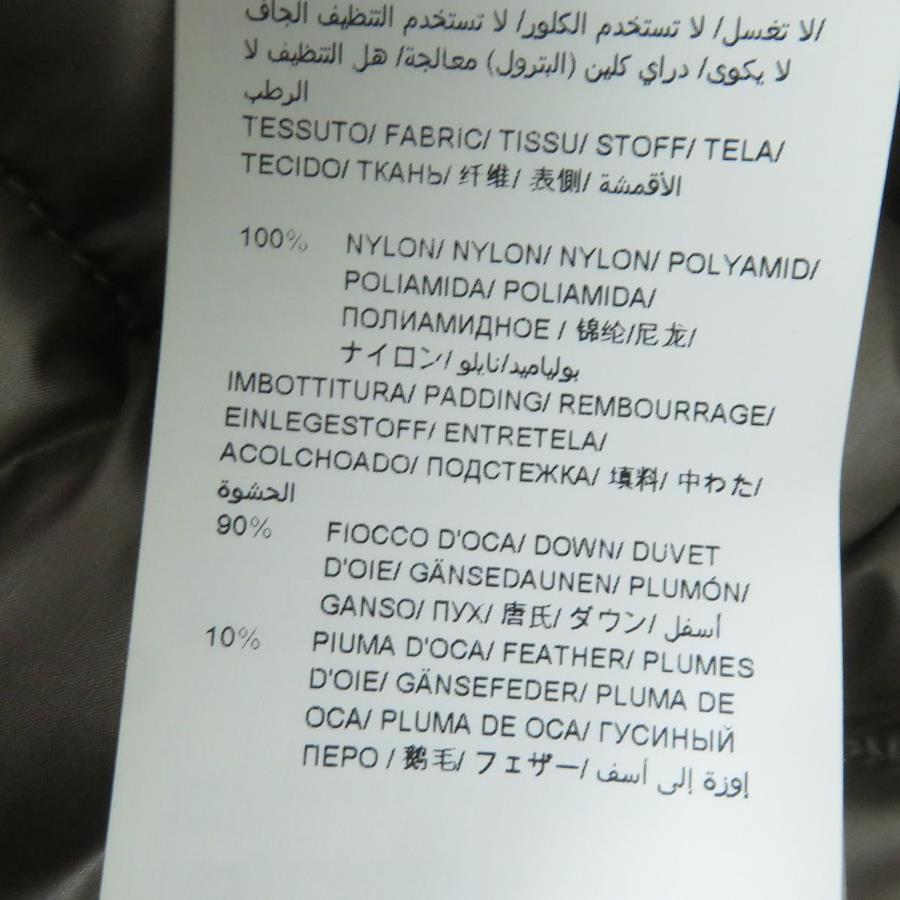 لا تغسل/ لا تستخدم الكلور/ لا تستخدم التنظيف الجاف/
لا يكوى/ دراي كلين (البترول) معالجة/ هل التنظيف لا
الرطب
TESSUTO/ FABRIC/ TISSU/ STOFF/ TELA/
TECIDO/ ТКАНЬ/ 纤维/ 表側/ الأقمشة
100% NYLON/ NYLON/ NYLON/ POLYAMID/
POLIAMIDA/ POLIAMIDA/
ПОЛИАМИДНОЕ / 锦纶/尼龙/
ナイロン/ بولياميد/نايلو
IMBOTTITURA/ PADDING/ REMBOURRAGE/
EINLEGESTOFF/ ENTRETELA/
ACOLCHOADO/ ПОДСТЕЖКА/ 填料/ 中わた/
الحشوة
90% FIOCCO D'OCA/ DOWN/ DUVET
D'OIE/ GÄNSEDAUNEN/ PLUMÓN/
GANSO/ ПУХ/ 唐氏/ ダウン/ أسفل
10% PIUMA D'OCA/ FEATHER/ PLUMES
D'OIE/ GÄNSEFEDER/ PLUMA DE
OCA/ PLUMA DE OCA/ ГУСИНЫЙ
ПЕРО / 鹅毛/ フェザー/ إوزة إلى أسف